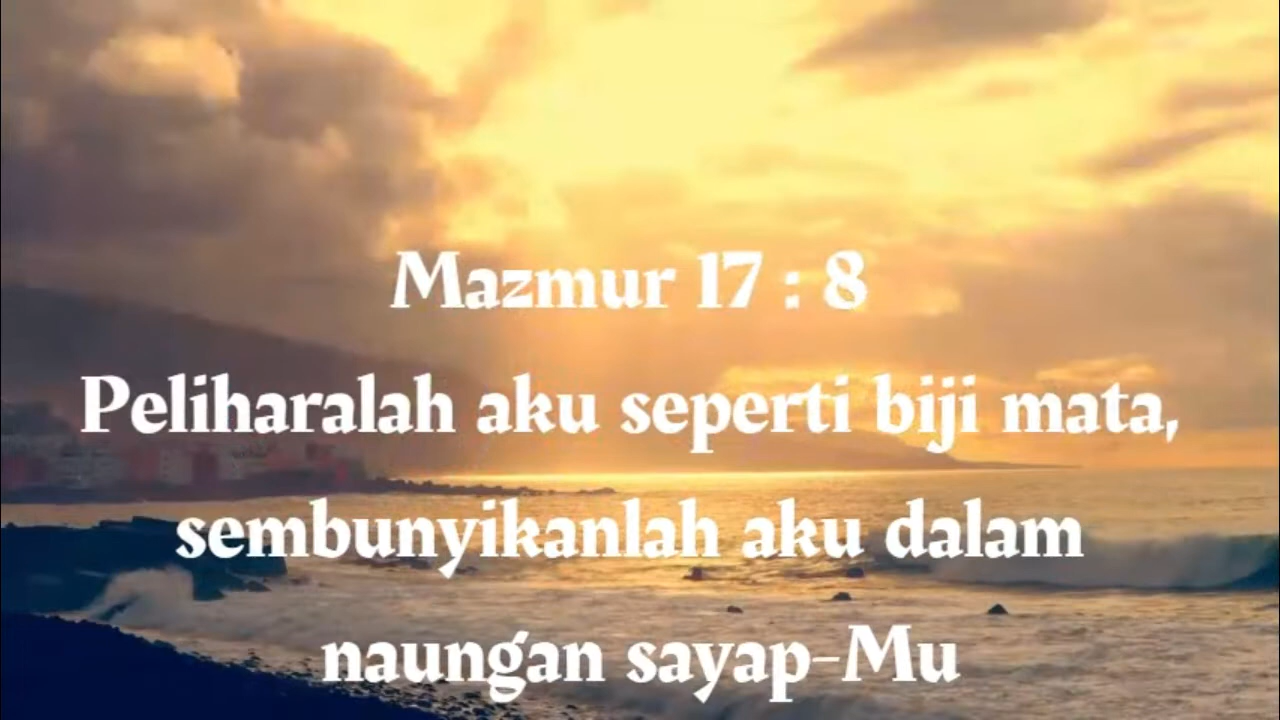 Mazmur 17 : 8
Peliharalah aku seperti biji mata,
sembunyikanlah aku dalam
naungan sayap-Mu